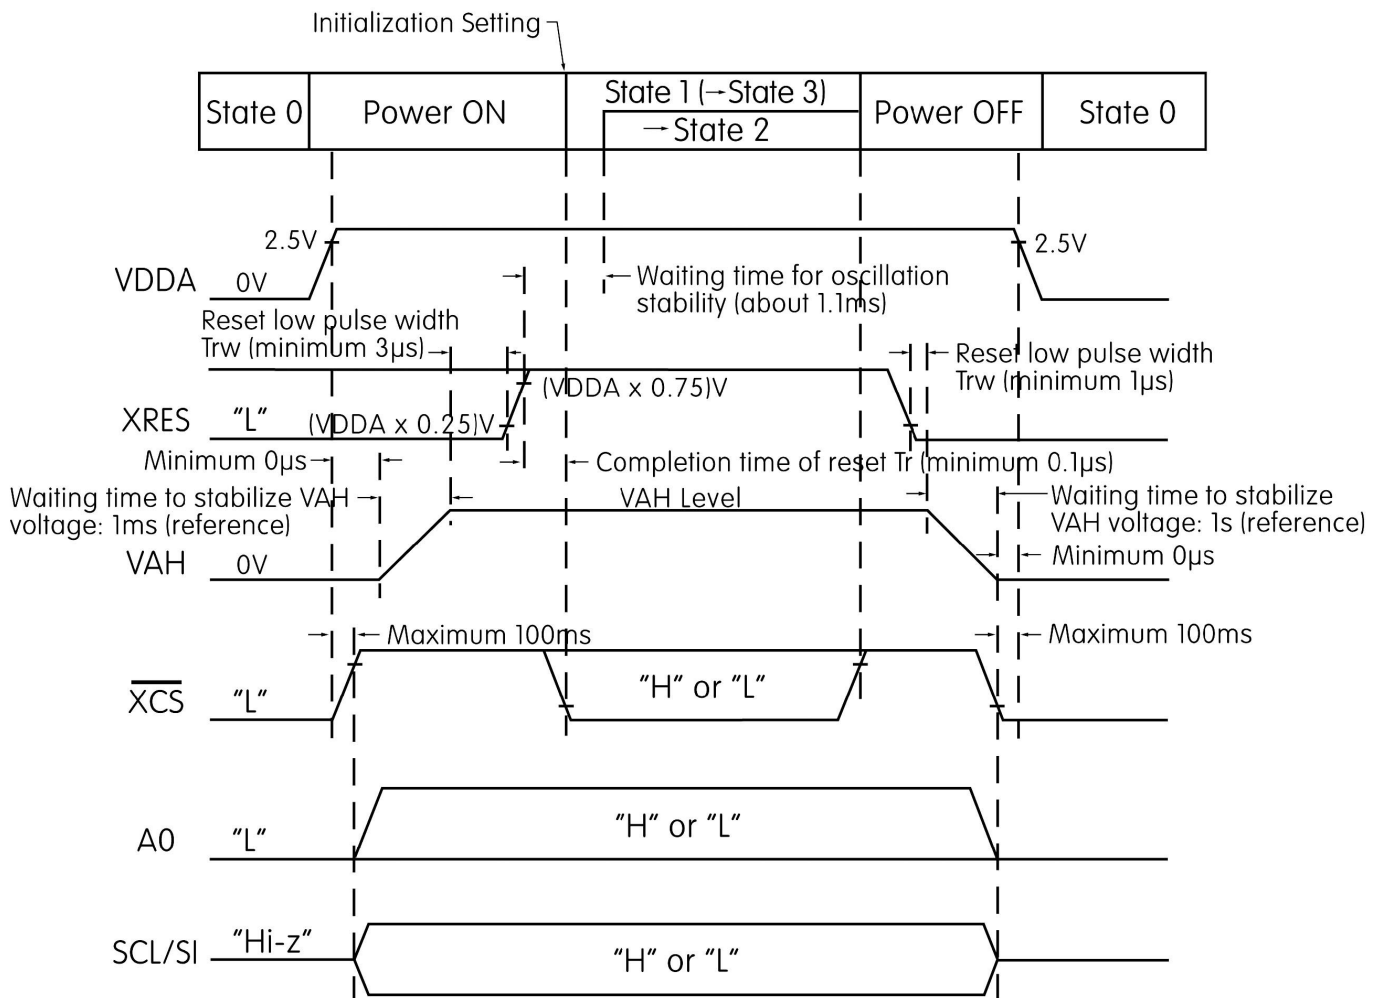 Initialization Setting
State 0
Power ON
State 1 (→State 3)
→ State 2
Power OFF
State 0
2.5V
2.5V
VDDA
0V
Waiting time for oscillation
stability (about 1.1ms)
Reset low pulse width
Trw (minimum 3µs)
Reset low pulse width
Trw (minimum 1µs)
(VDDA x 0.75)V
XRES
"L"
(VDDA x 0.25)V
Minimum 0µs
Completion time of reset Tr (minimum 0.1µs)
Waiting time to stabilize VAH
voltage: 1ms (reference)
VAH Level
Waiting time to stabilize
VAH voltage: 1s (reference)
VAH
0V
Minimum 0µs
Maximum 100ms
Maximum 100ms
XCS
"L"
"H" or "L"
A0
"L"
"H" or "L"
SCL/SI
"Hi-z"
"H" or "L"